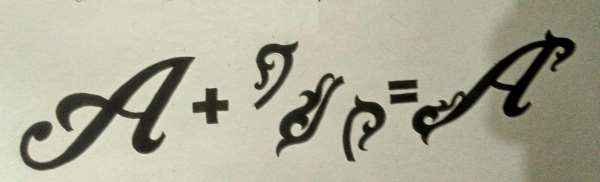 A + = A